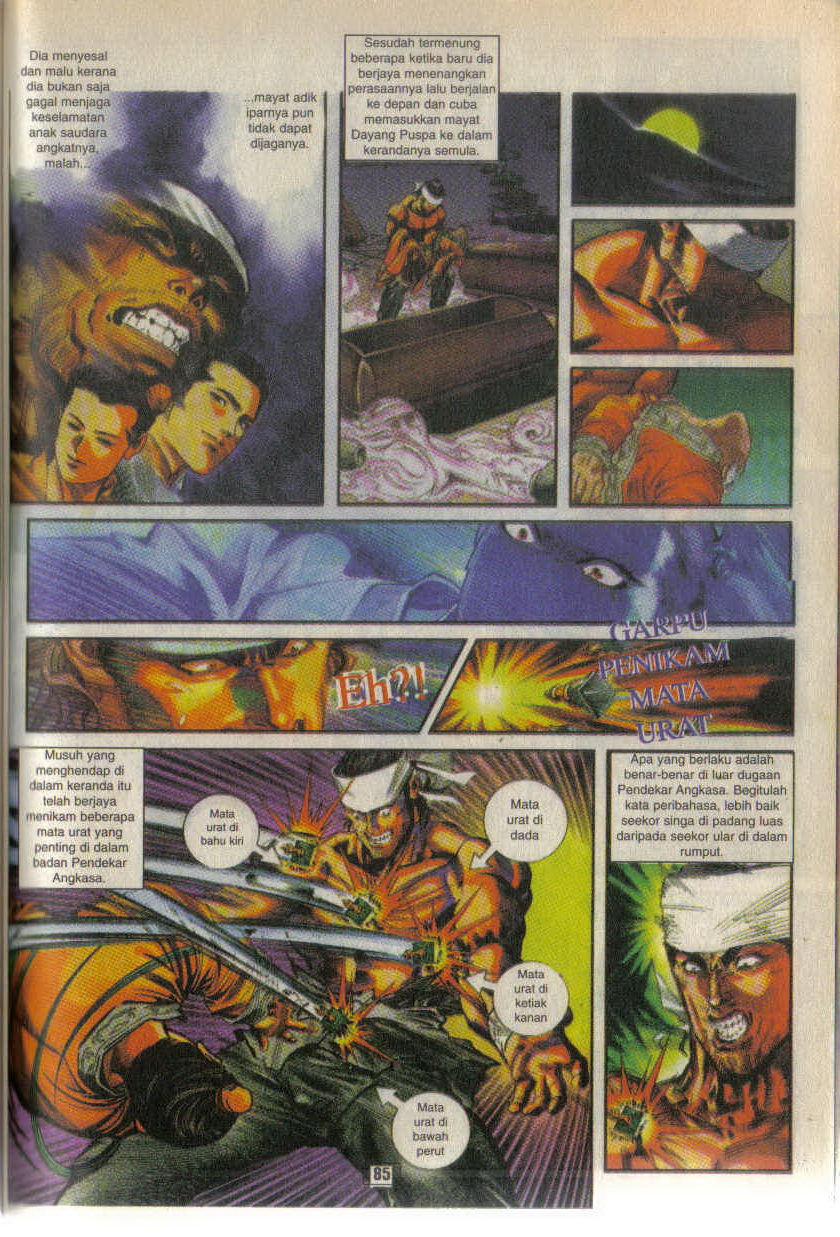 Dia menyesal
dan malu kerana
dia bukan saja
gagal menjaga
keselamatan
anak saudara
angkatnya,
malah...
...mayat adik
iparnya pun
tidak dapat
dijaganya.
Sesudah termenung
beberapa ketika baru dia
berjaya menenangkan
perasaannya lalu berjalan
ke depan dan cuba
memasukkan mayat
Dayang Puspa ke dalam
kerandanya semula.
Eh?!
GARPU
PENIKAM
MATA
URAT
Musuh yang
menghendap di
dalam keranda itu
telah berjaya
menikam beberapa
mata urat yang
penting di dalam
badan Pendekar
Angkasa.
Mata
urat di
bahu kiri
Mata
urat di
dada
Mata
urat di
ketiak
kanan
Mata
urat di
bawah
perut
Apa yang berlaku adalah
benar-benar di luar dugaan
Pendekar Angkasa. Begitulah
kata peribahasa, lebih baik
seekor singa di padang luas
daripada seekor ular di dalam
rumput.
85